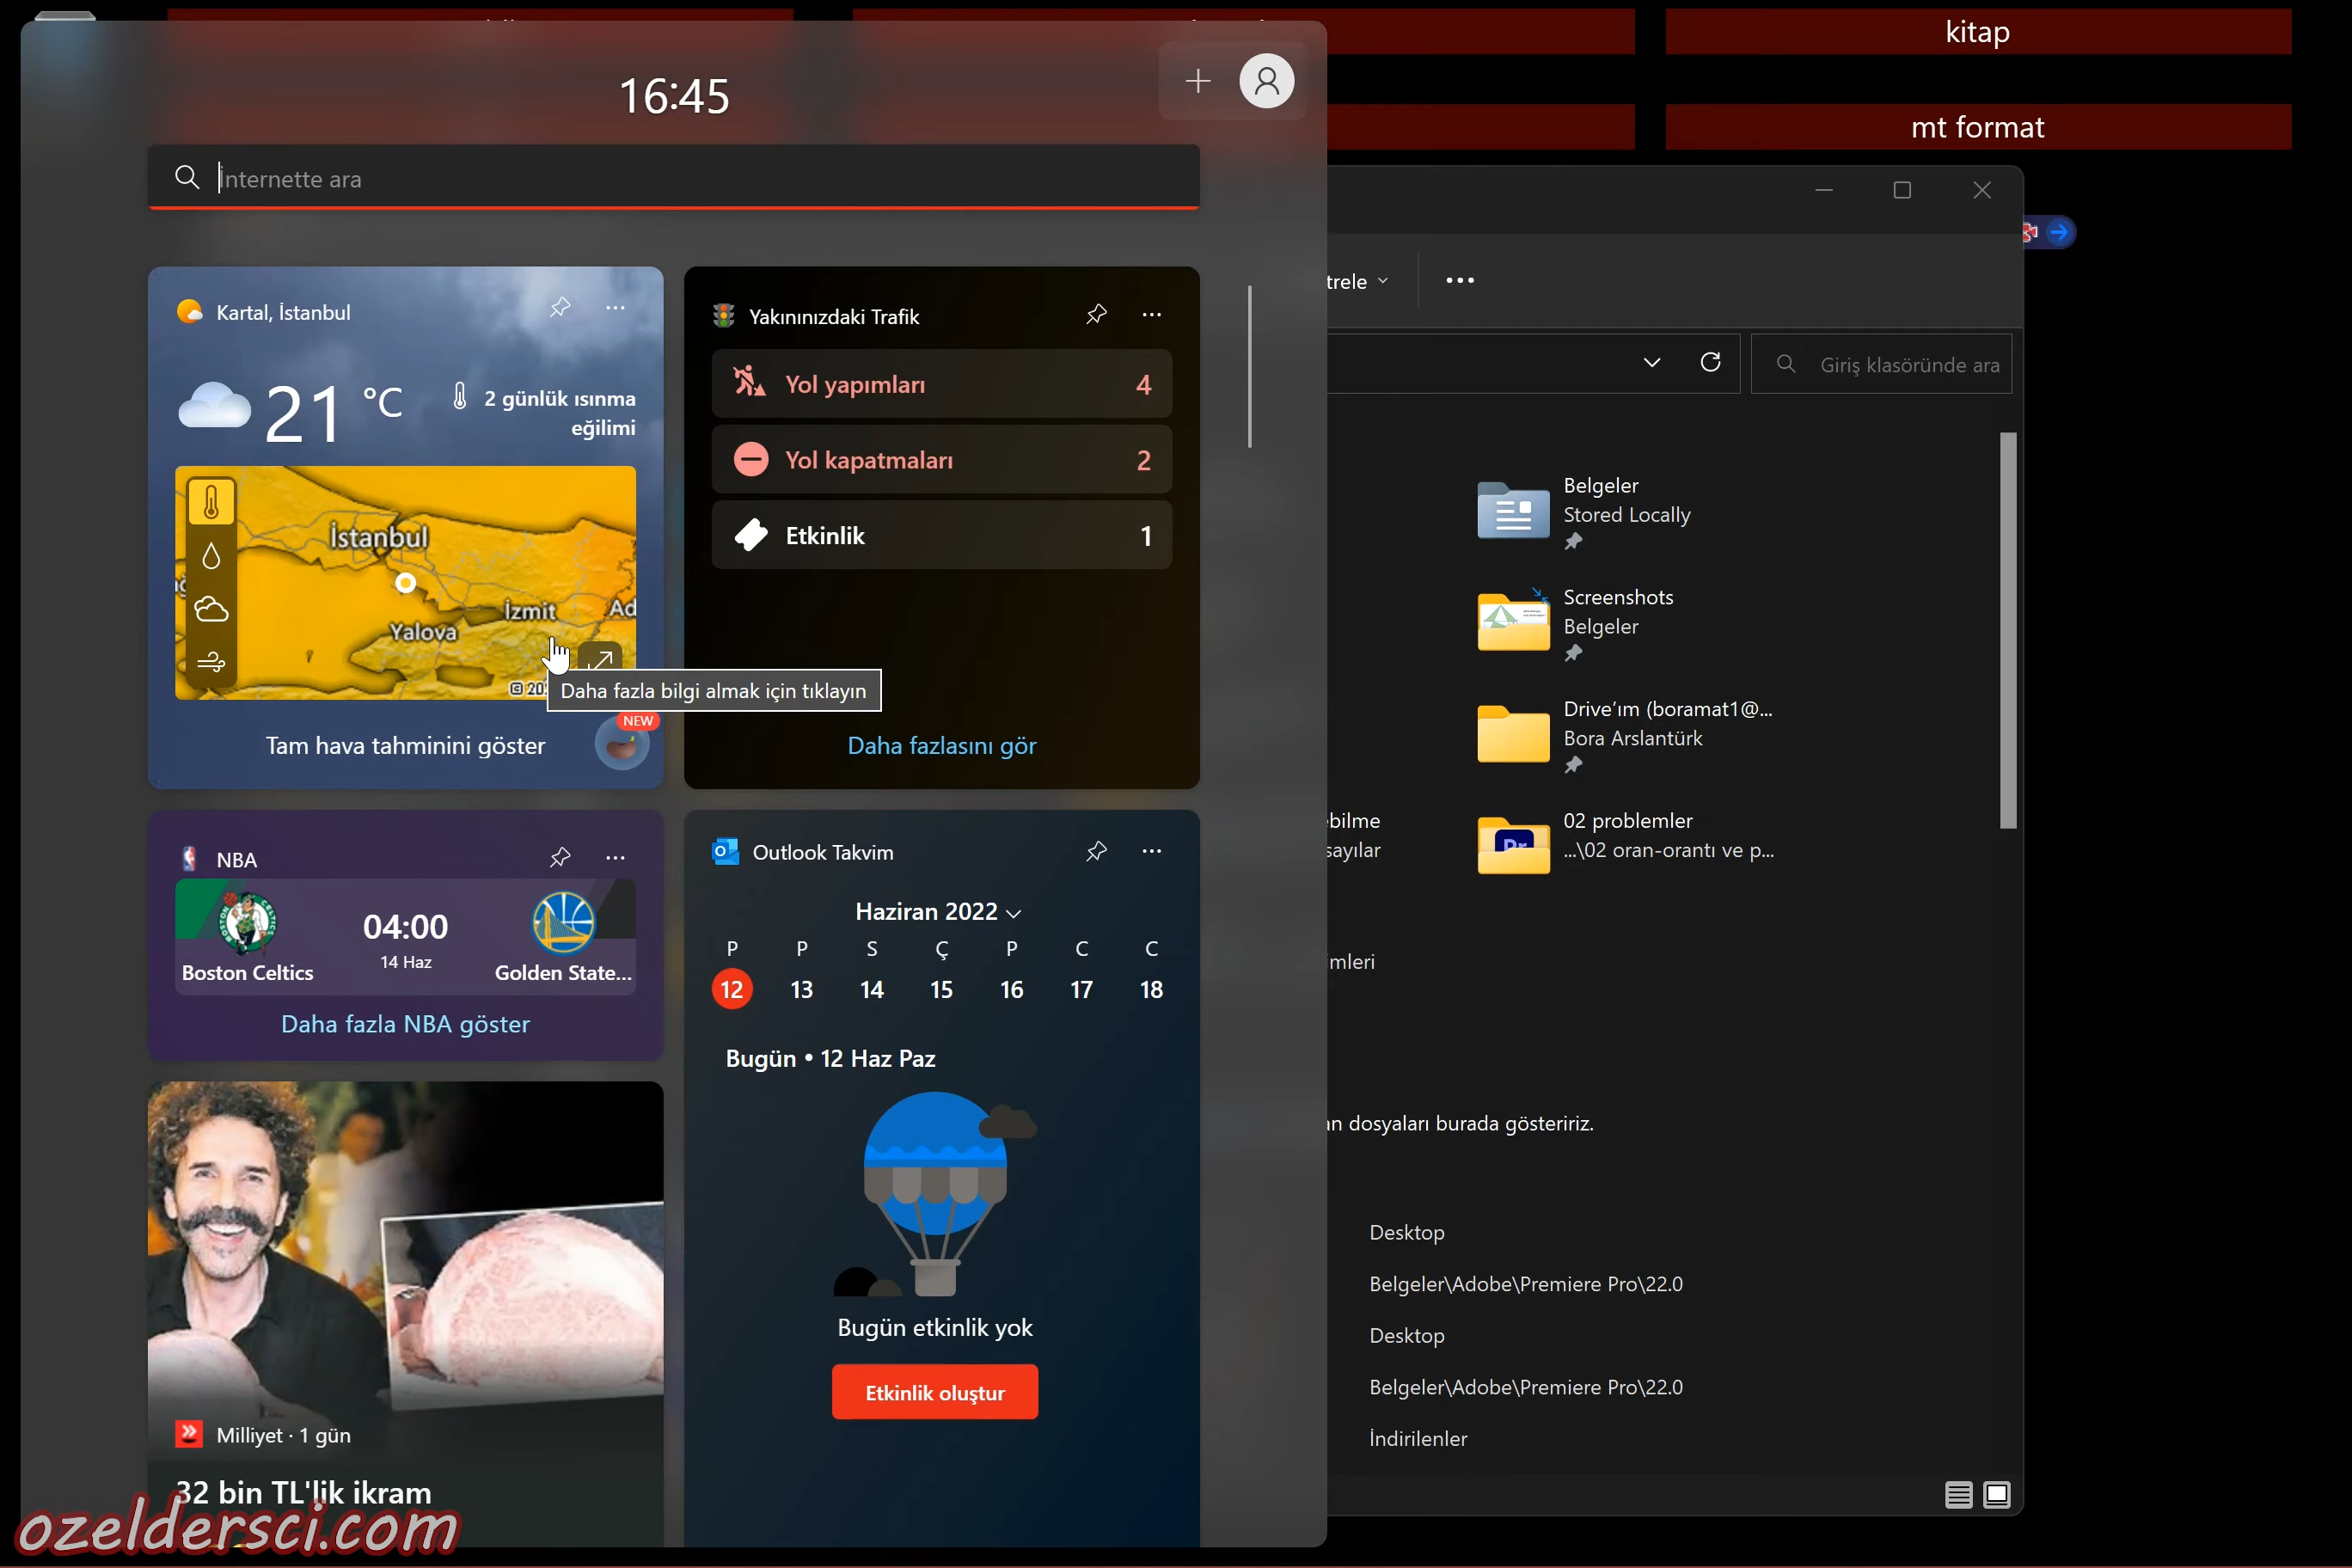 kitap
mt format
16:45
İnternette ara
Kartal, İstanbul
21 °C
2 günlük ısınma
eğilimi
İstanbul
İzmit
Ad
Yalova
© 20
Daha fazla bilgi almak için tıklayın
NEW
Tam hava tahminini göster
Yakınınızdaki Trafik
Yol yapımları 4
Yol kapatmaları 2
Etkinlik 1
Daha fazlasını gör
NBA
04:00
14 Haz
Boston Celtics
Golden State...
Daha fazla NBA göster
Outlook Takvim
Haziran 2022
P P S Ç P C C
12 13 14 15 16 17 18
Bugün • 12 Haz Paz
Bugün etkinlik yok
Etkinlik oluştur
Milliyet · 1 gün
32 bin TL'lik ikram
ozeldersci.com
trele
Giriş klasöründe ara
Belgeler
Stored Locally
Screenshots
Belgeler
Drive'ım (boramat1@...
Bora Arslantürk
02 problemler
...\02 oran-orantı ve p...
Pr
ebilme
sayılar
imleri
an dosyaları burada gösteririz.
Desktop
Belgeler\Adobe\Premiere Pro\22.0
Desktop
Belgeler\Adobe\Premiere Pro\22.0
İndirilenler